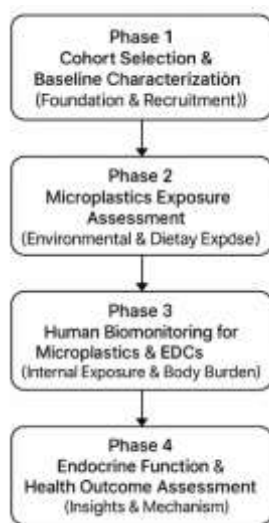 Phase 1
Cohort Selection &
Baseline Characterization
(Foundation & Recruitment))
Phase 2
Microplastics Exposure
Assessment
(Environmental & Dietay Expdse)
Phase 3
Human Biomonitoring for
Microplastics & EDCs
(Internal Exposure & Body Burden)
Phase 4
Endocrine Function &
Health Outcome Assessment
(Insights & Mechanism)